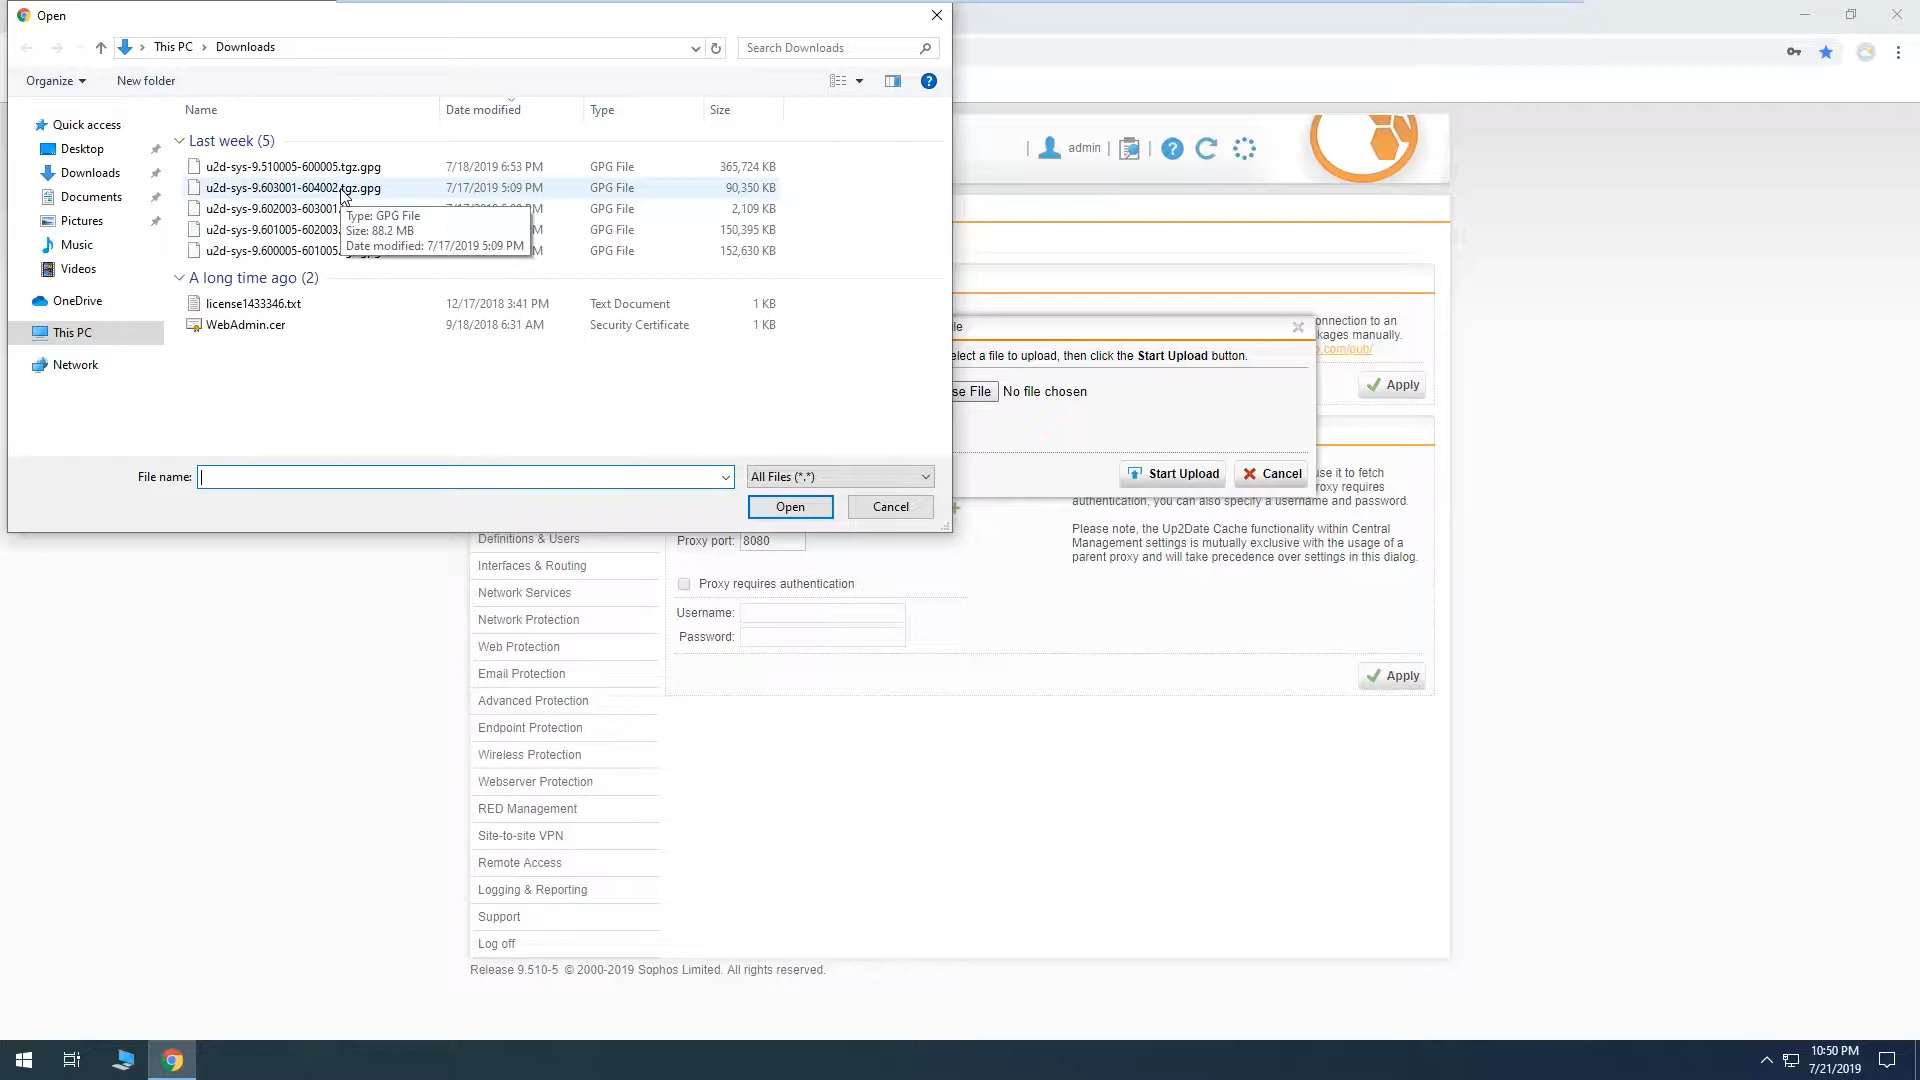 Open
This PC
Downloads
Search Downloads
Organize
New folder
Name
Date modified
Type
Size
Quick access
Desktop
Downloads
Documents
Pictures
Music
Videos
OneDrive
This PC
Network
Last week (5)
u2d-sys-9.510005-600005.tgz.gpg 7/18/2019 6:53 PM GPG File 365,724 KB
u2d-sys-9.603001-604002.tgz.gpg 7/17/2019 5:09 PM GPG File 90,350 KB
u2d-sys-9.602003-603001. M GPG File 2,109 KB
u2d-sys-9.601005-602003. M GPG File 150,395 KB
u2d-sys-9.600005-601005. M GPG File 152,630 KB
Type: GPG File
Size: 88.2 MB
Date modified: 7/17/2019 5:09 PM
A long time ago (2)
license1433346.txt 12/17/2018 3:41 PM Text Document 1 KB
WebAdmin.cer 9/18/2018 6:31 AM Security Certificate 1 KB
File name:
All Files (*.*)
Open
Cancel
admin
le
elect a file to upload, then click the Start Upload button.
se File No file chosen
Start Upload
Cancel
onnection to an
kages manually.
o.com/pub/
Apply
use it to fetch
roxy requires
authentication, you can also specify a username and password.
Please note, the Up2Date Cache functionality within Central
Management settings is mutually exclusive with the usage of a
parent proxy and will take precedence over settings in this dialog.
Proxy port: 8080
Proxy requires authentication
Username:
Password:
Apply
Definitions & Users
Interfaces & Routing
Network Services
Network Protection
Web Protection
Email Protection
Advanced Protection
Endpoint Protection
Wireless Protection
Webserver Protection
RED Management
Site-to-site VPN
Remote Access
Logging & Reporting
Support
Log off
Release 9.510-5 © 2000-2019 Sophos Limited. All rights reserved.
10:50 PM
7/21/2019